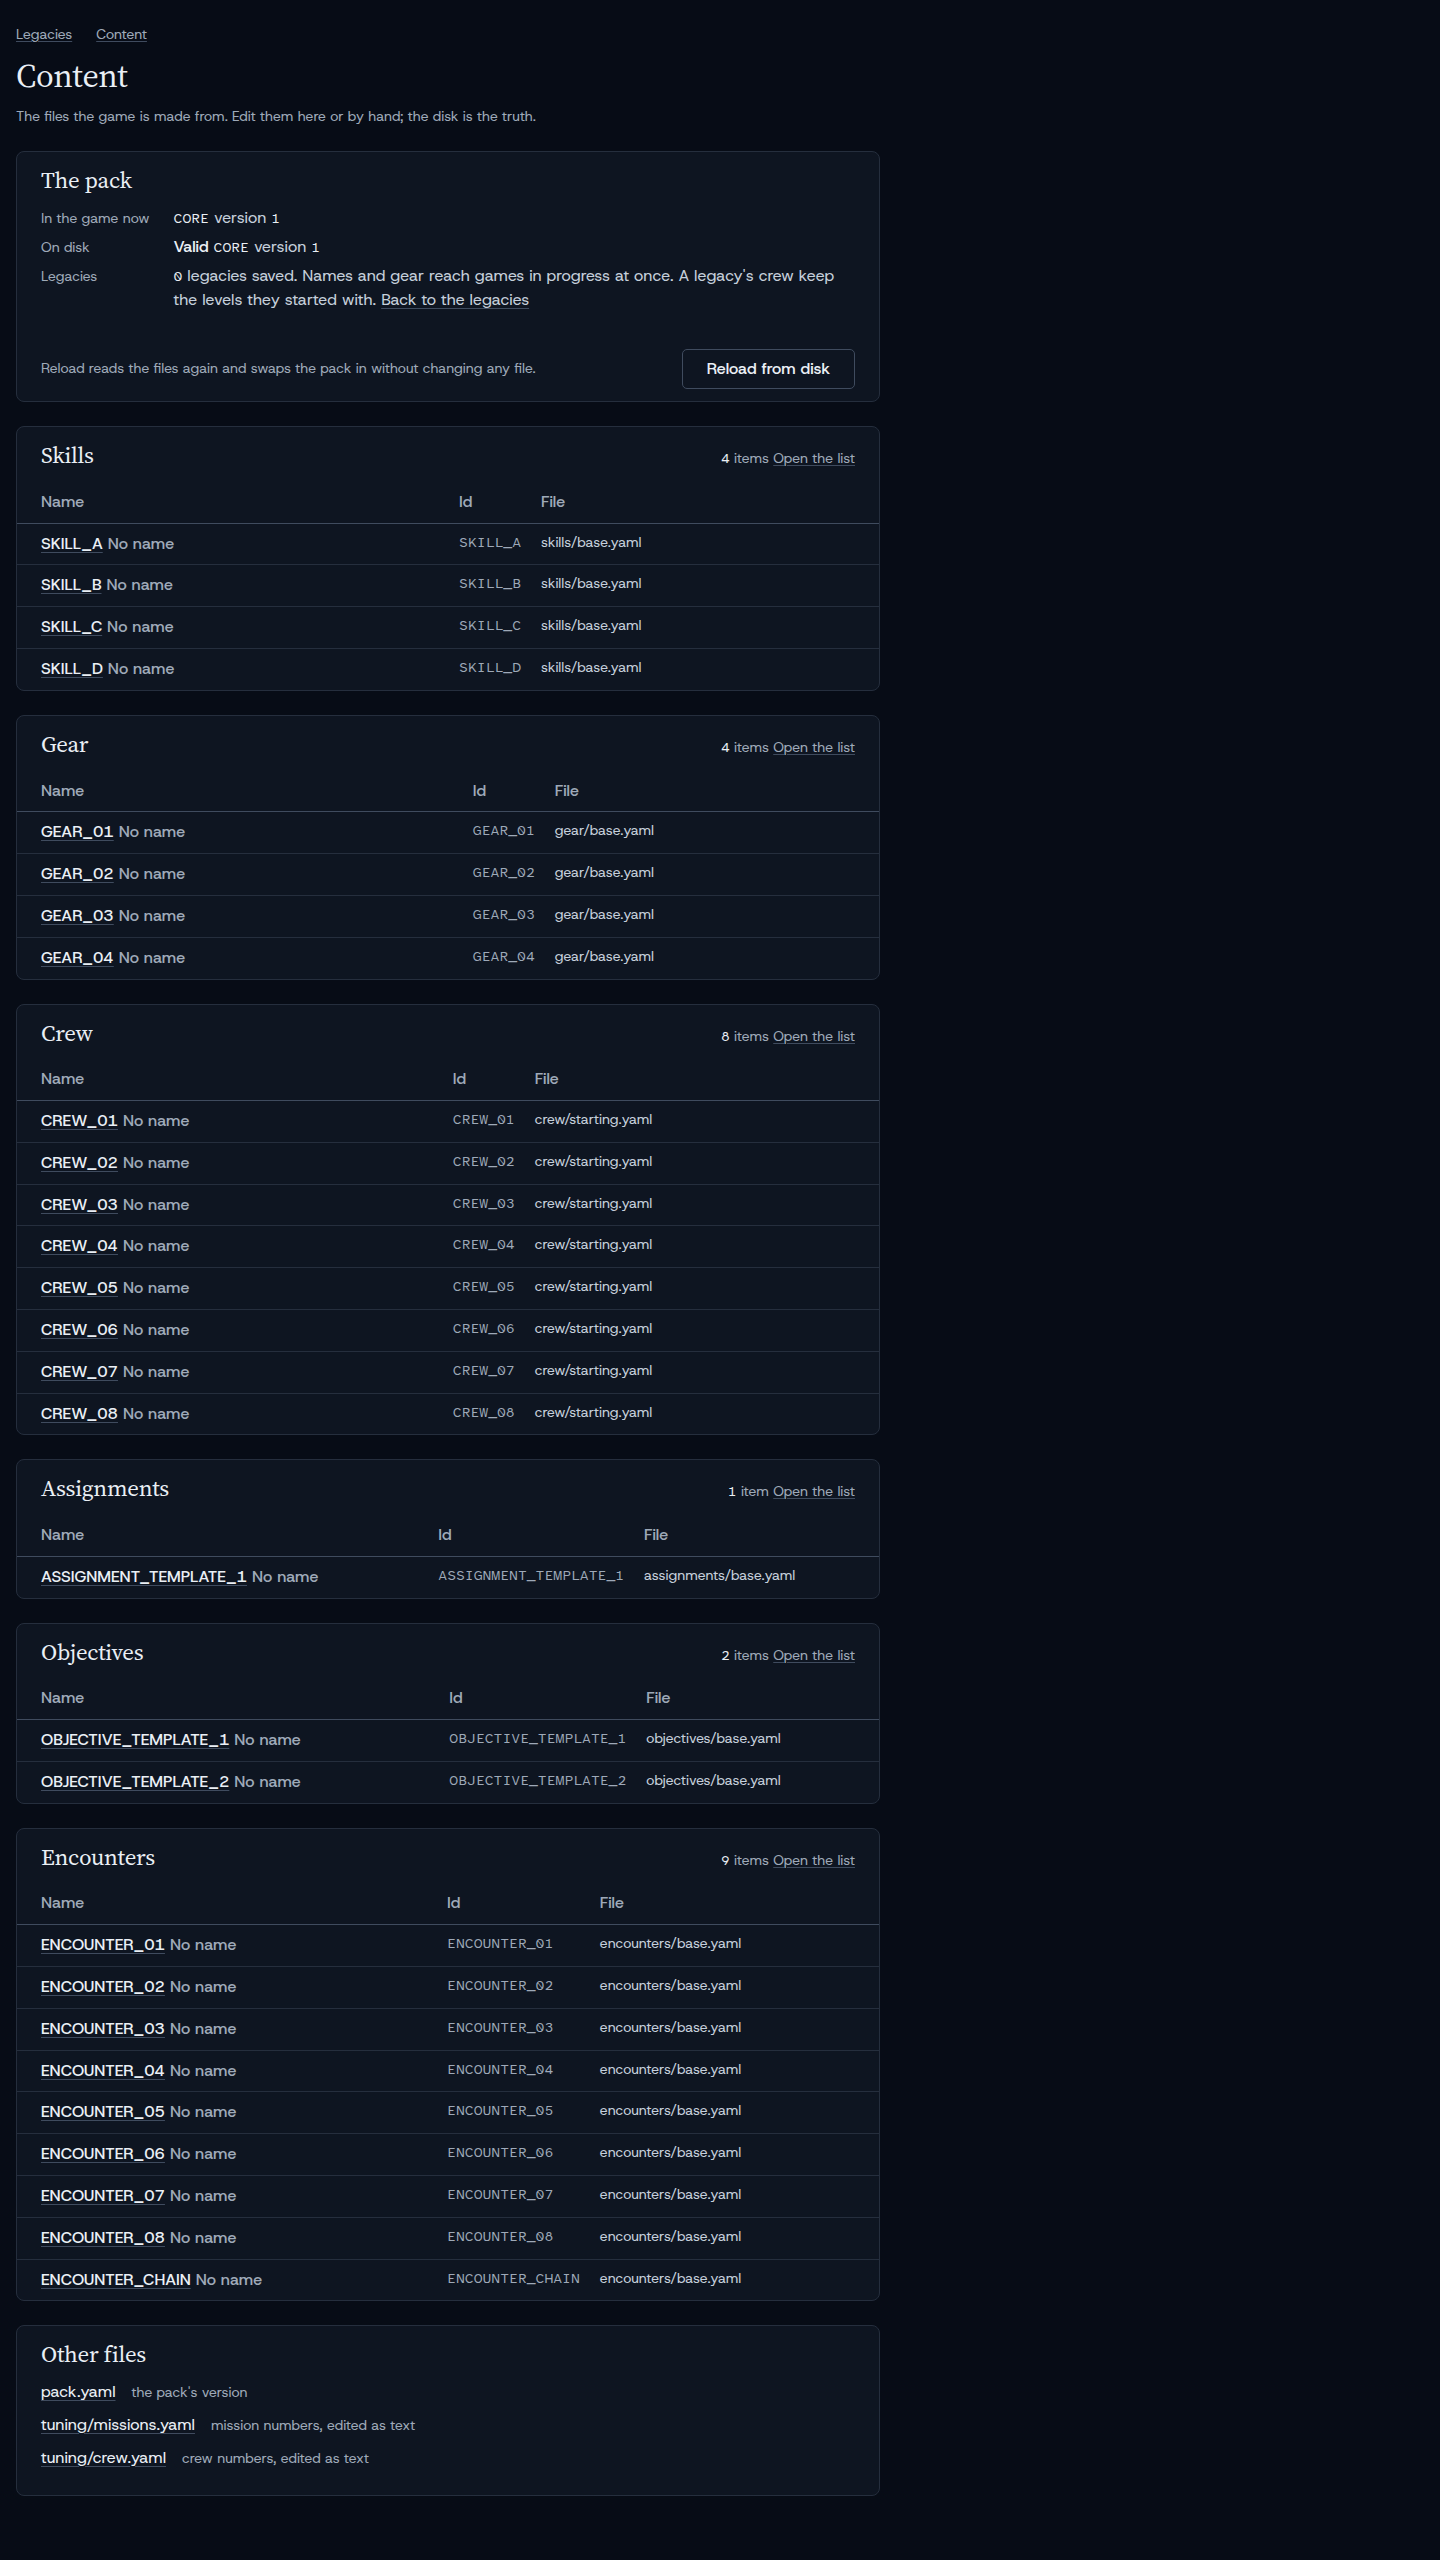 Legacies Content
Content
The files the game is made from. Edit them here or by hand; the disk is the truth.
The pack
In the game now CORE version 1
On disk Valid CORE version 1
Legacies 0 legacies saved. Names and gear reach games in progress at once. A legacy's crew keep
the levels they started with. Back to the legacies
Reload reads the files again and swaps the pack in without changing any file. Reload from disk
Skills 4 items Open the list
Name Id File
SKILL_A No name SKILL_A skills/base.yaml
SKILL_B No name SKILL_B skills/base.yaml
SKILL_C No name SKILL_C skills/base.yaml
SKILL_D No name SKILL_D skills/base.yaml
Gear 4 items Open the list
Name Id File
GEAR_01 No name GEAR_01 gear/base.yaml
GEAR_02 No name GEAR_02 gear/base.yaml
GEAR_03 No name GEAR_03 gear/base.yaml
GEAR_04 No name GEAR_04 gear/base.yaml
Crew 8 items Open the list
Name Id File
CREW_01 No name CREW_01 crew/starting.yaml
CREW_02 No name CREW_02 crew/starting.yaml
CREW_03 No name CREW_03 crew/starting.yaml
CREW_04 No name CREW_04 crew/starting.yaml
CREW_05 No name CREW_05 crew/starting.yaml
CREW_06 No name CREW_06 crew/starting.yaml
CREW_07 No name CREW_07 crew/starting.yaml
CREW_08 No name CREW_08 crew/starting.yaml
Assignments 1 item Open the list
Name Id File
ASSIGNMENT_TEMPLATE_1 No name ASSIGNMENT_TEMPLATE_1 assignments/base.yaml
Objectives 2 items Open the list
Name Id File
OBJECTIVE_TEMPLATE_1 No name OBJECTIVE_TEMPLATE_1 objectives/base.yaml
OBJECTIVE_TEMPLATE_2 No name OBJECTIVE_TEMPLATE_2 objectives/base.yaml
Encounters 9 items Open the list
Name Id File
ENCOUNTER_01 No name ENCOUNTER_01 encounters/base.yaml
ENCOUNTER_02 No name ENCOUNTER_02 encounters/base.yaml
ENCOUNTER_03 No name ENCOUNTER_03 encounters/base.yaml
ENCOUNTER_04 No name ENCOUNTER_04 encounters/base.yaml
ENCOUNTER_05 No name ENCOUNTER_05 encounters/base.yaml
ENCOUNTER_06 No name ENCOUNTER_06 encounters/base.yaml
ENCOUNTER_07 No name ENCOUNTER_07 encounters/base.yaml
ENCOUNTER_08 No name ENCOUNTER_08 encounters/base.yaml
ENCOUNTER_CHAIN No name ENCOUNTER_CHAIN encounters/base.yaml
Other files
pack.yaml the pack's version
tuning/missions.yaml mission numbers, edited as text
tuning/crew.yaml crew numbers, edited as text